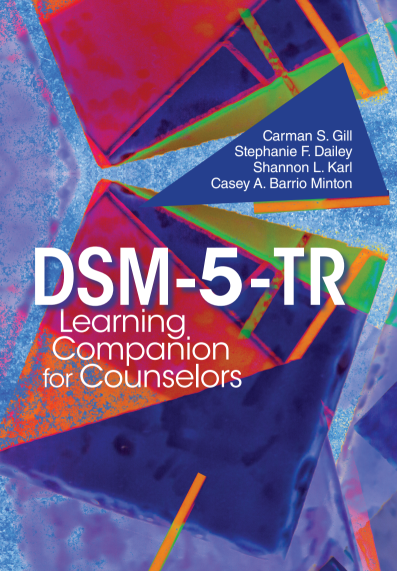 Carman S. Gill
Stephanie F. Dailey
Shannon L. Karl
Casey A. Barrio Minton
DSM-5-TR
Learning
Companion
for Counselors